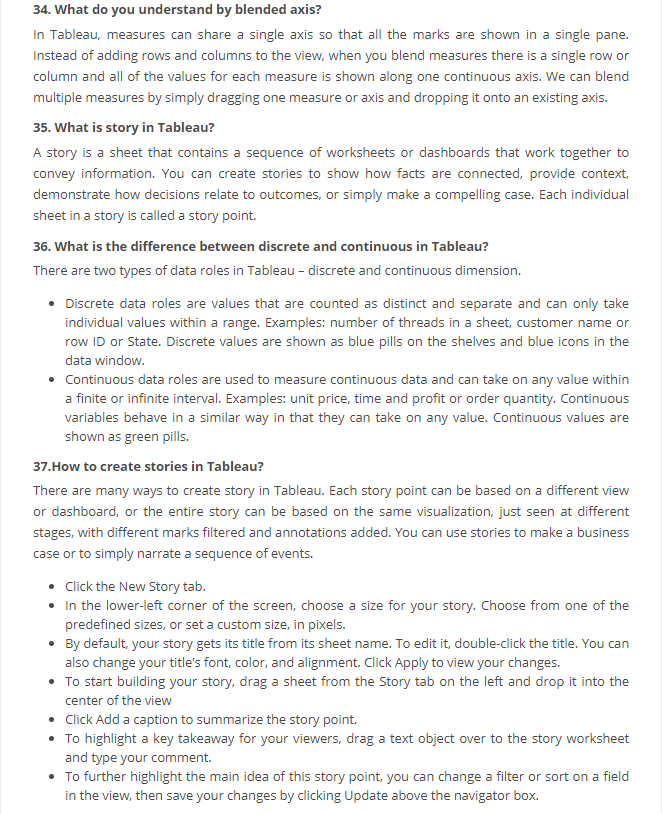 34. What do you understand by blended axis?
In Tableau, measures can share a single axis so that all the marks are shown in a single pane.
Instead of adding rows and columns to the view, when you blend measures there is a single row or
column and all of the values for each measure is shown along one continuous axis. We can blend
multiple measures by simply dragging one measure or axis and dropping it onto an existing axis.
35. What is story in Tableau?
A story is a sheet that contains a sequence of worksheets or dashboards that work together to
convey information. You can create stories to show how facts are connected, provide context,
demonstrate how decisions relate to outcomes, or simply make a compelling case. Each individual
sheet in a story is called a story point.
36. What is the difference between discrete and continuous in Tableau?
There are two types of data roles in Tableau – discrete and continuous dimension.
• Discrete data roles are values that are counted as distinct and separate and can only take
individual values within a range. Examples: number of threads in a sheet, customer name or
row ID or State. Discrete values are shown as blue pills on the shelves and blue icons in the
data window.
• Continuous data roles are used to measure continuous data and can take on any value within
a finite or infinite interval. Examples: unit price, time and profit or order quantity. Continuous
variables behave in a similar way in that they can take on any value. Continuous values are
shown as green pills.
37.How to create stories in Tableau?
There are many ways to create story in Tableau. Each story point can be based on a different view
or dashboard, or the entire story can be based on the same visualization, just seen at different
stages, with different marks filtered and annotations added. You can use stories to make a business
case or to simply narrate a sequence of events.
• Click the New Story tab.
• In the lower-left corner of the screen, choose a size for your story. Choose from one of the
predefined sizes, or set a custom size, in pixels.
• By default, your story gets its title from its sheet name. To edit it, double-click the title. You can
also change your title’s font, color, and alignment. Click Apply to view your changes.
• To start building your story, drag a sheet from the Story tab on the left and drop it into the
center of the view
• Click Add a caption to summarize the story point.
• To highlight a key takeaway for your viewers, drag a text object over to the story worksheet
and type your comment.
• To further highlight the main idea of this story point, you can change a filter or sort on a field
in the view, then save your changes by clicking Update above the navigator box.